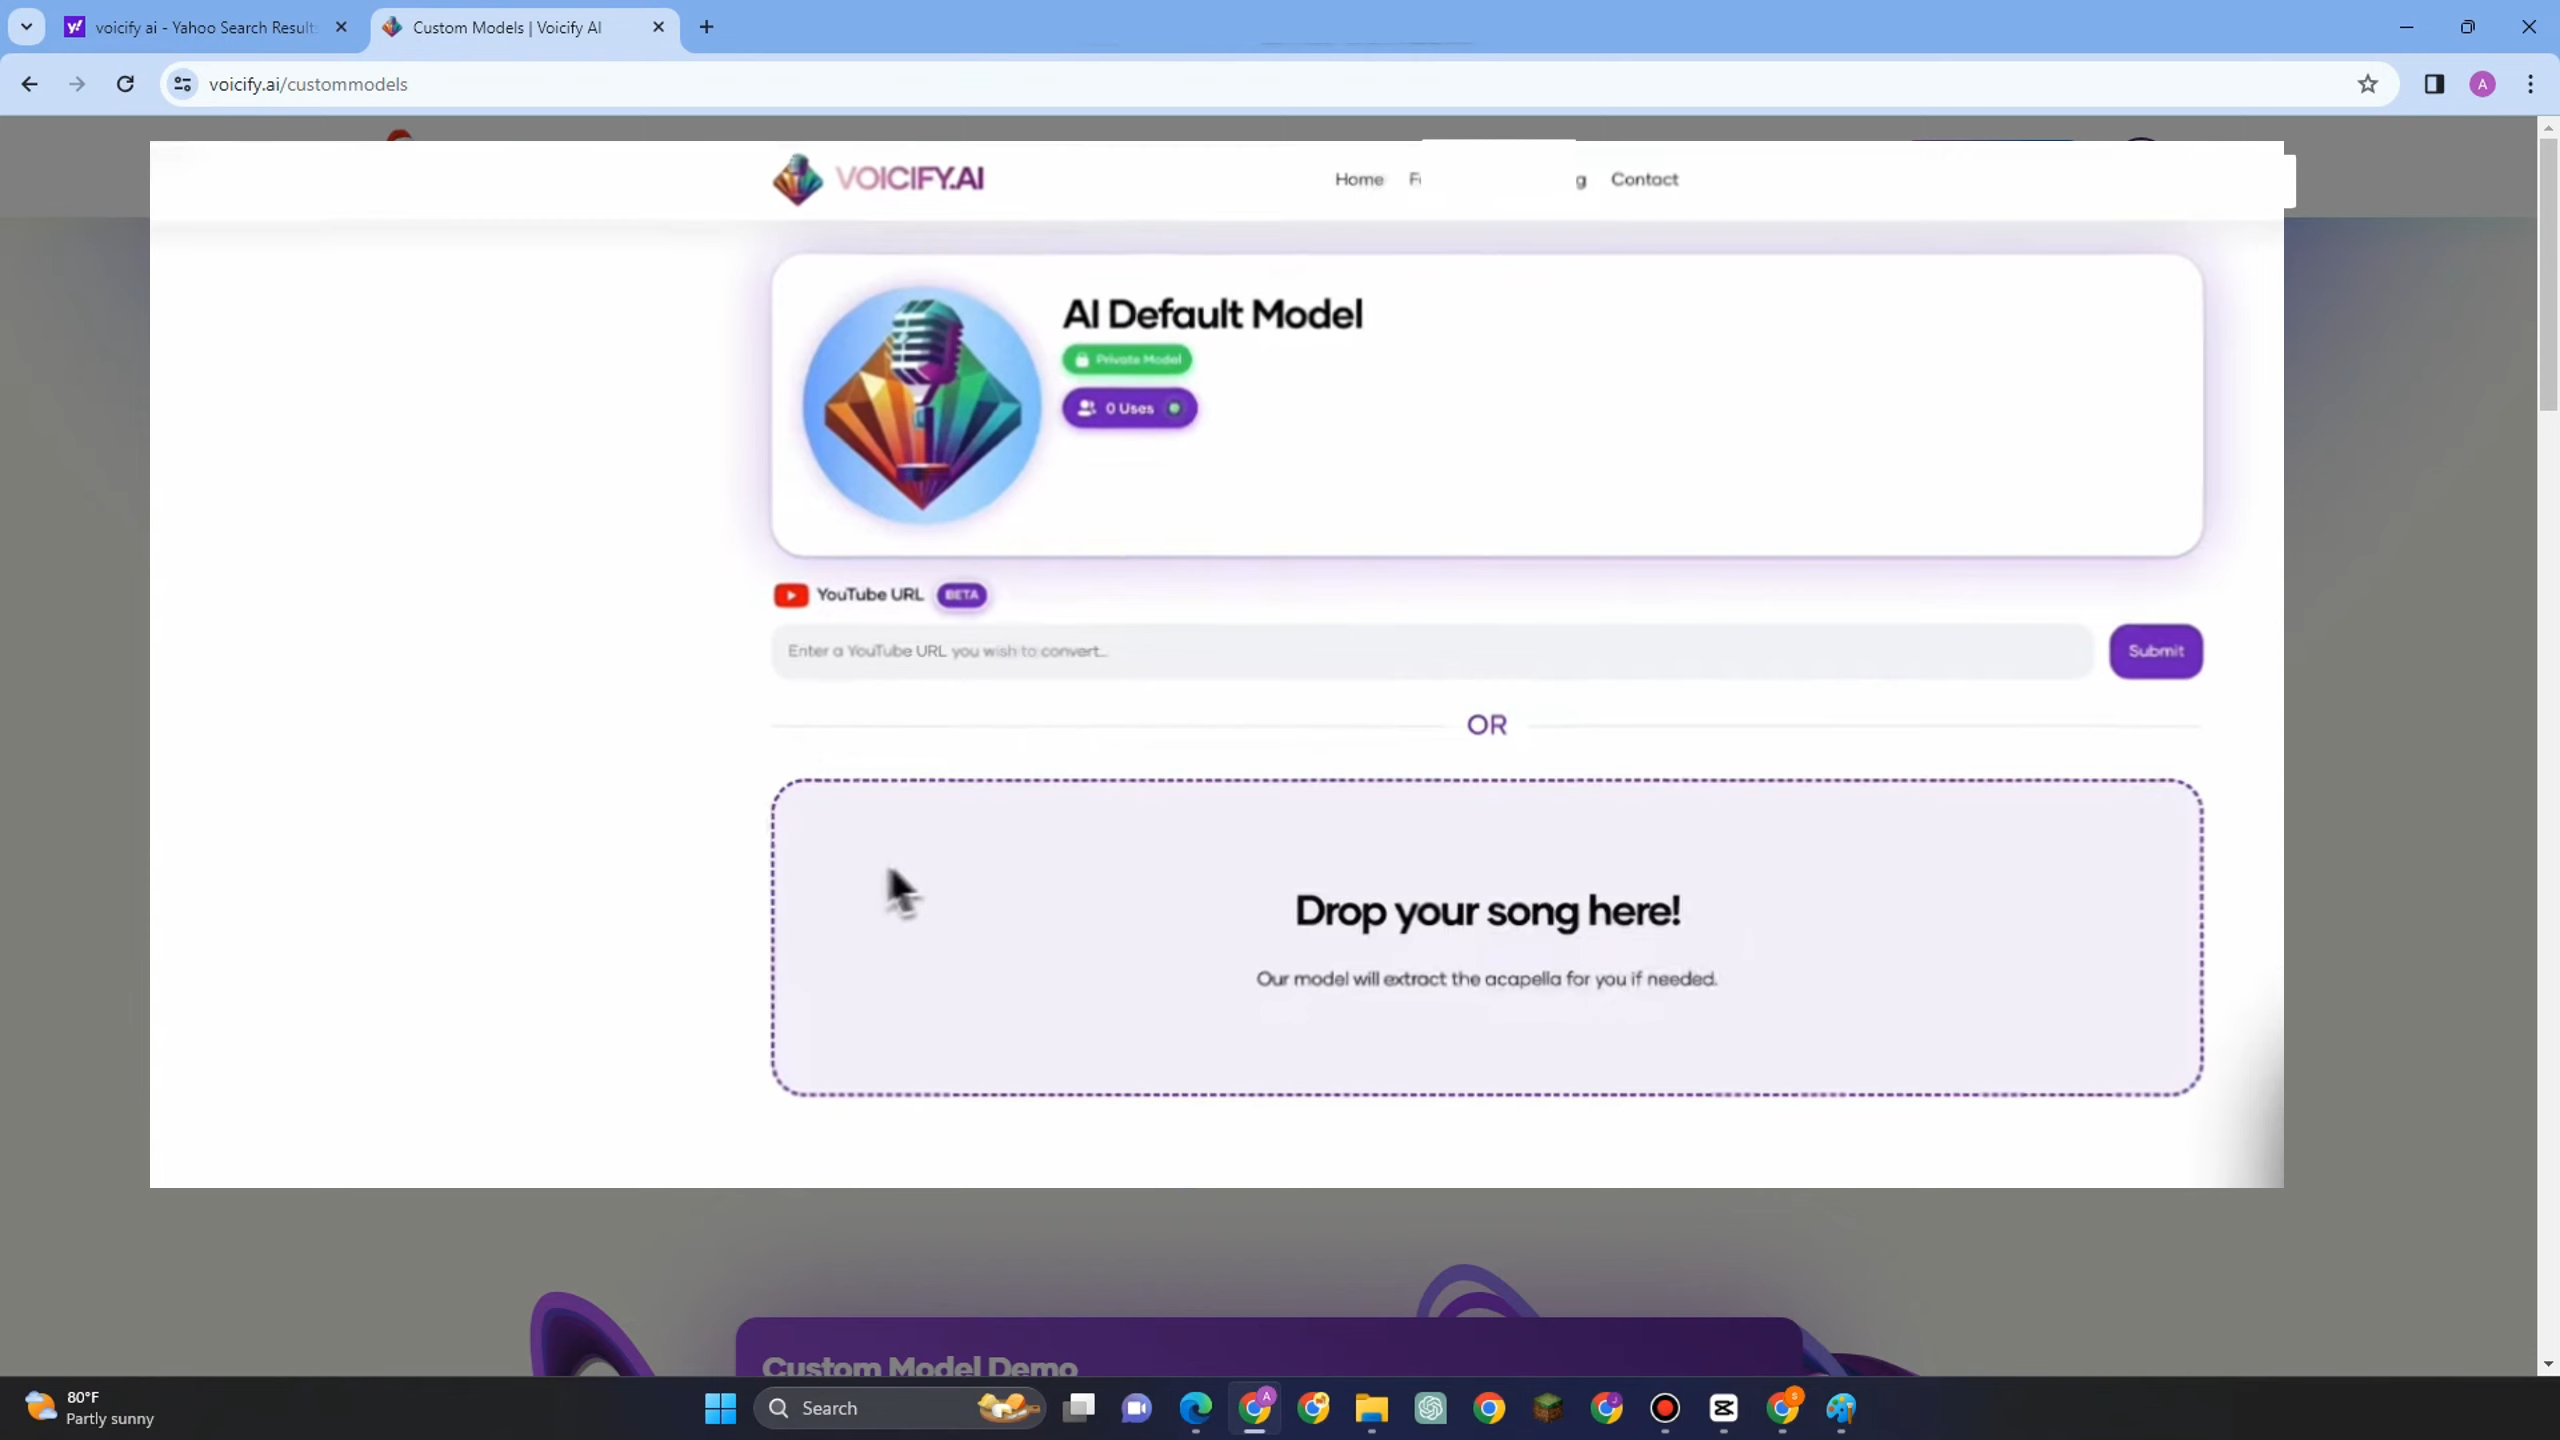 voicify ai - Yahoo Search Results
Custom Models | Voicify AI
voicify.ai/custommodels
A
VOICIFY.AI
Home
Contact
AI Default Model
Private Model
0 Uses
YouTube URL BETA
Enter a YouTube URL you wish to convert...
Submit
OR
Drop your song here!
Our model will extract the acapella for you if needed.
Custom Model Demo
80°F
Partly sunny
Search